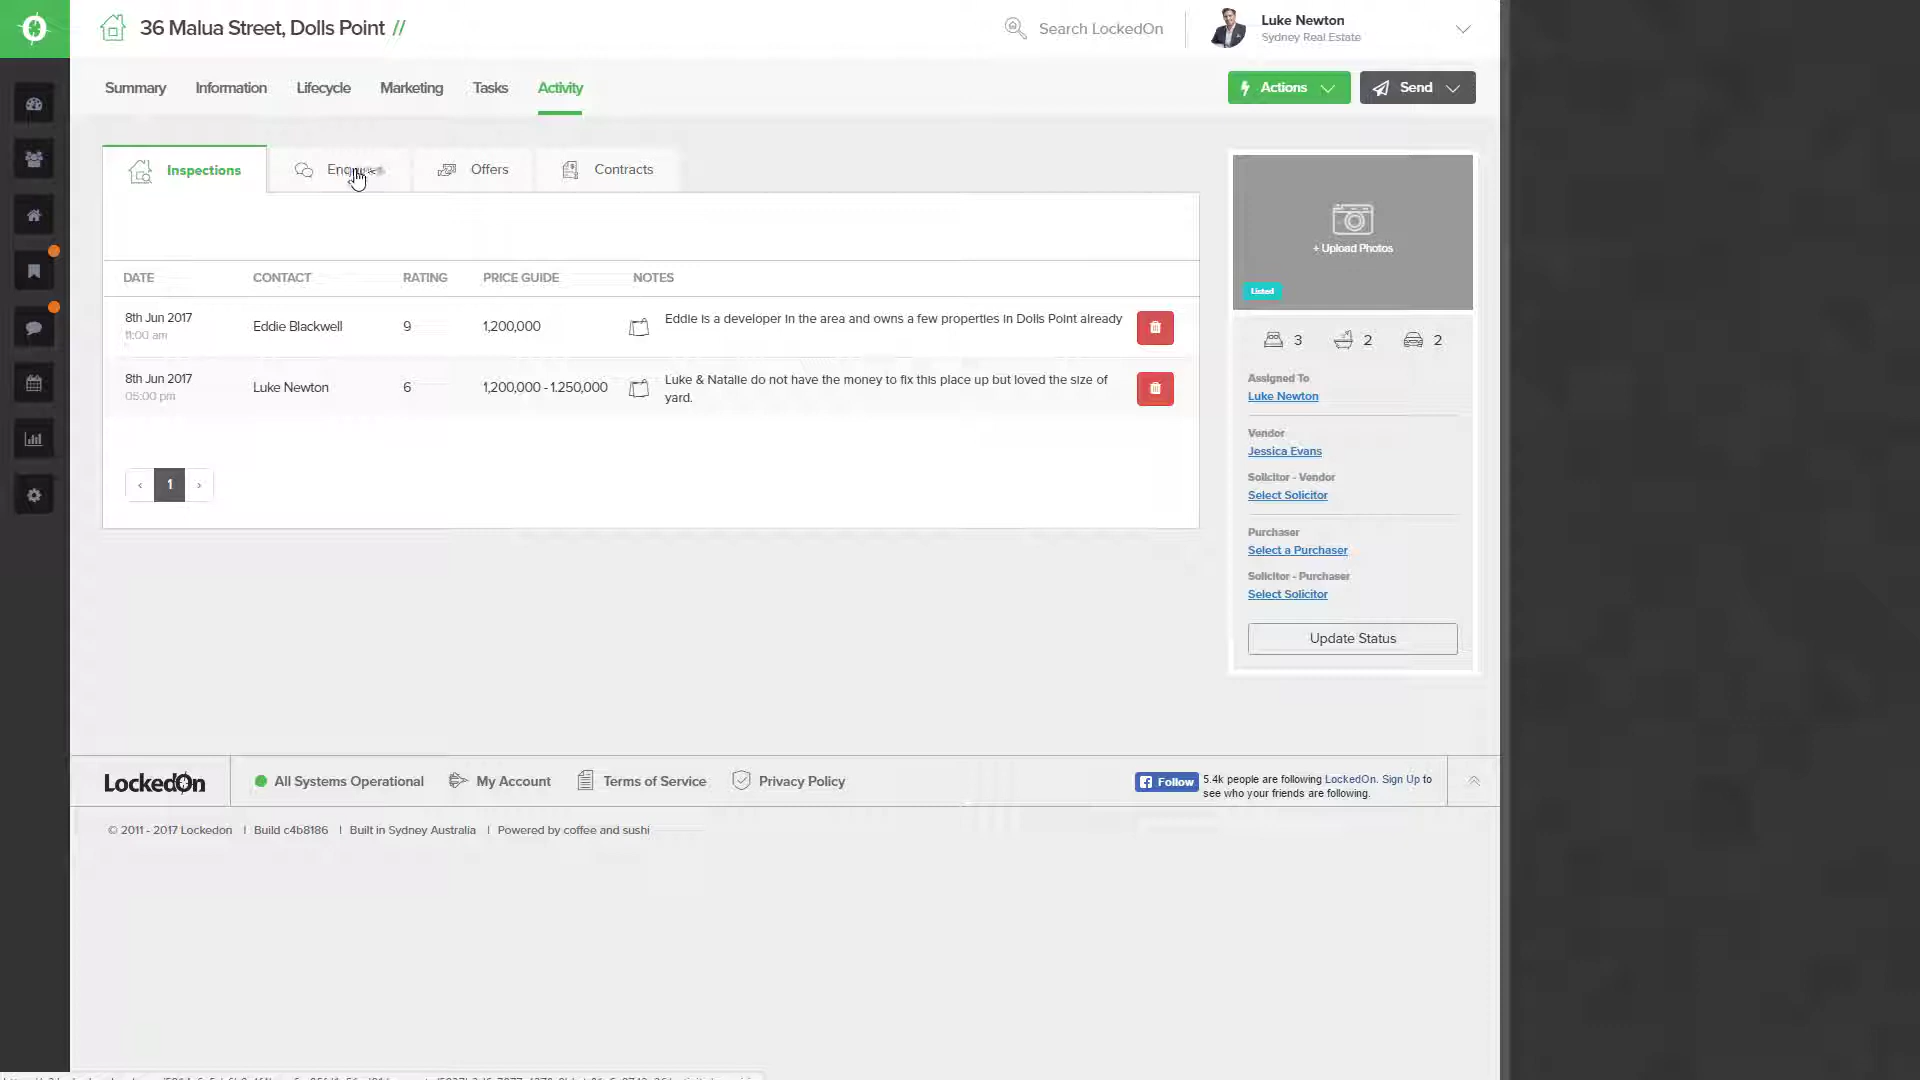 36 Malua Street, Dolls Point //
Search LockedOn
Luke Newton
Sydney Real Estate
Summary
Information
Lifecycle
Marketing
Tasks
Activity
Actions
Send
Inspections
Offers
Contracts
DATE
CONTACT
RATING
PRICE GUIDE
NOTES
8th Jun 2017
11:00 am
Eddie Blackwell
9
1,200,000
Eddie is a developer in the area and owns a few properties in Dolls Point already
8th Jun 2017
05:00 pm
Luke Newton
6
1,200,000 - 1.250,000
Luke & Natalie do not have the money to fix this place up but loved the size of
yard.
‹ 1 ›
+ Upload Photos
Listed
3 2 2
Assigned To
Luke Newton
Vendor
Jessica Evans
Solicitor - Vendor
Select Solicitor
Purchaser
Select a Purchaser
Solicitor - Purchaser
Select Solicitor
Update Status
LockedOn
All Systems Operational
My Account
Terms of Service
Privacy Policy
Follow
5.4k people are following LockedOn. Sign Up to
see who your friends are following.
© 2011 - 2017 Lockedon | Build c4b8186 | Built in Sydney Australia | Powered by coffee and sushi